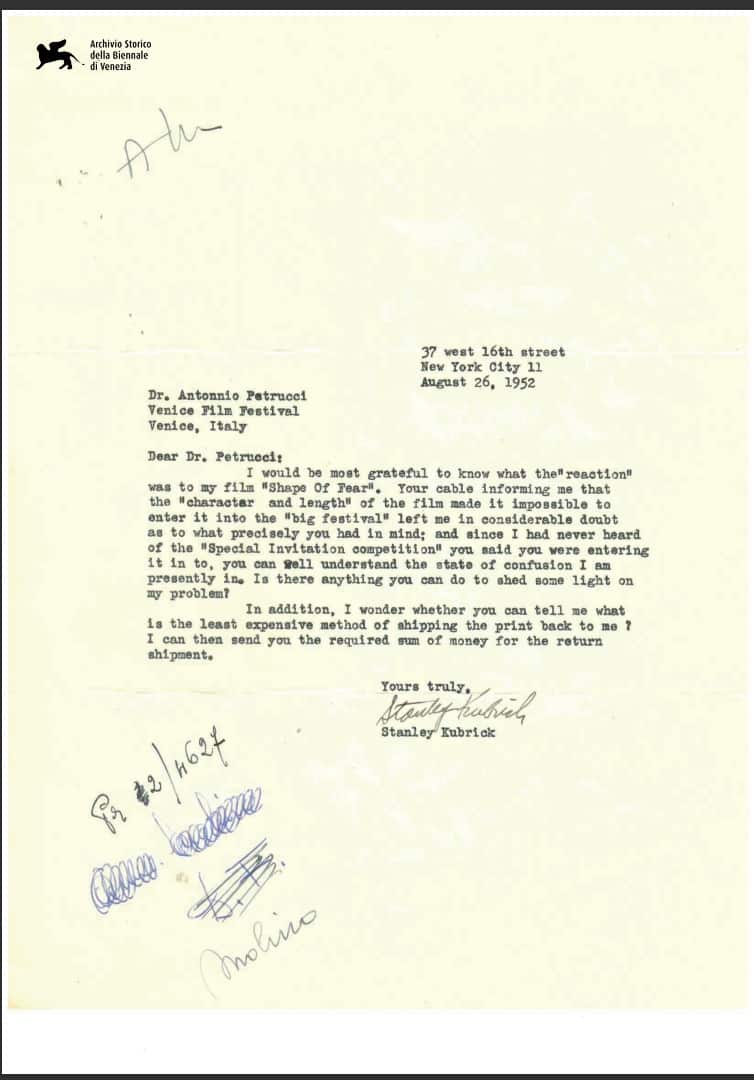 Archivio Storico
della Biennale
di Venezia
37 west 16th street
New York City 11
August 26, 1952
Dr. Antonnio Petrucci
Venice Film Festival
Venice, Italy
Dear Dr. Petrucci:
I would be most grateful to know what the"reaction"
was to my film "Shape Of Fear". Your cable informing me that
the "character and length" of the film made it impossible to
enter it into the "big festival" left me in considerable doubt
as to what precisely you had in mind; and since I had never heard
of the "Special Invitation competition" you said you were entering
it in to, you can well understand the state of confusion I am
presently in. Is there anything you can do to shed some light on
my problem?
In addition, I wonder whether you can tell me what
is the least expensive method of shipping the print back to me ?
I can then send you the required sum of money for the return
shipment.
Yours truly,
Stanley Kubrick
Stanley Kubrick
Molino